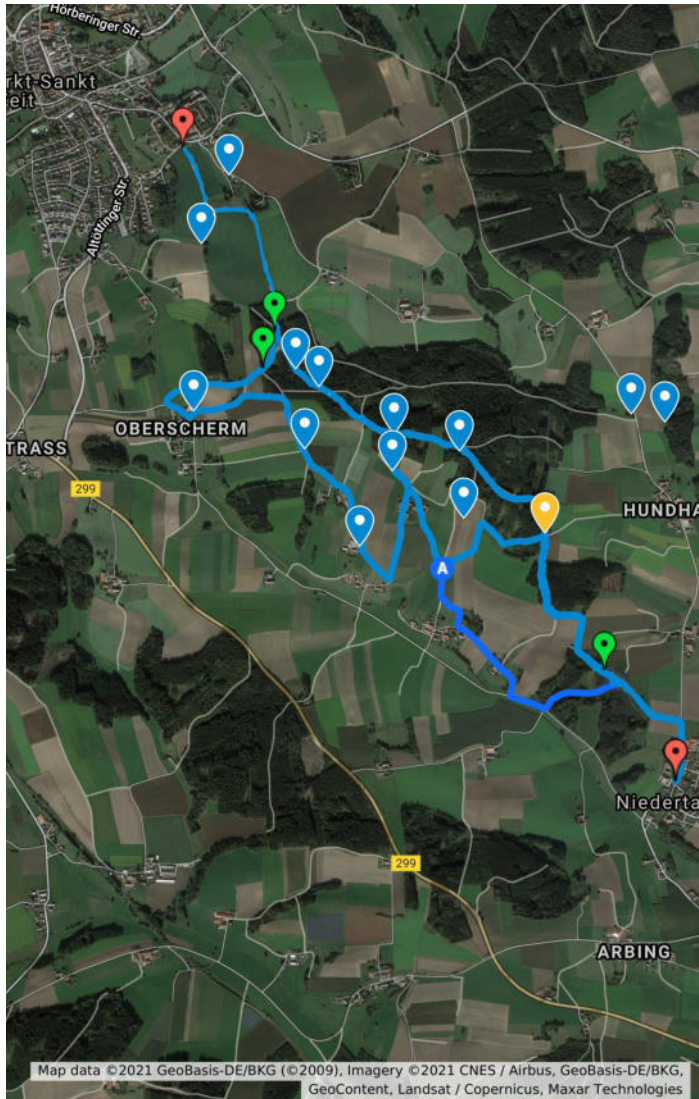 Hörberinger Str.
rkt-Sankt
eit
Altöttinger Str.
OBERSCHERM
TRASS
299
HUNDHA
A
Niederta
299
ARBING
Map data ©2021 GeoBasis-DE/BKG (©2009), Imagery ©2021 CNES / Airbus, GeoBasis-DE/BKG,
GeoContent, Landsat / Copernicus, Maxar Technologies